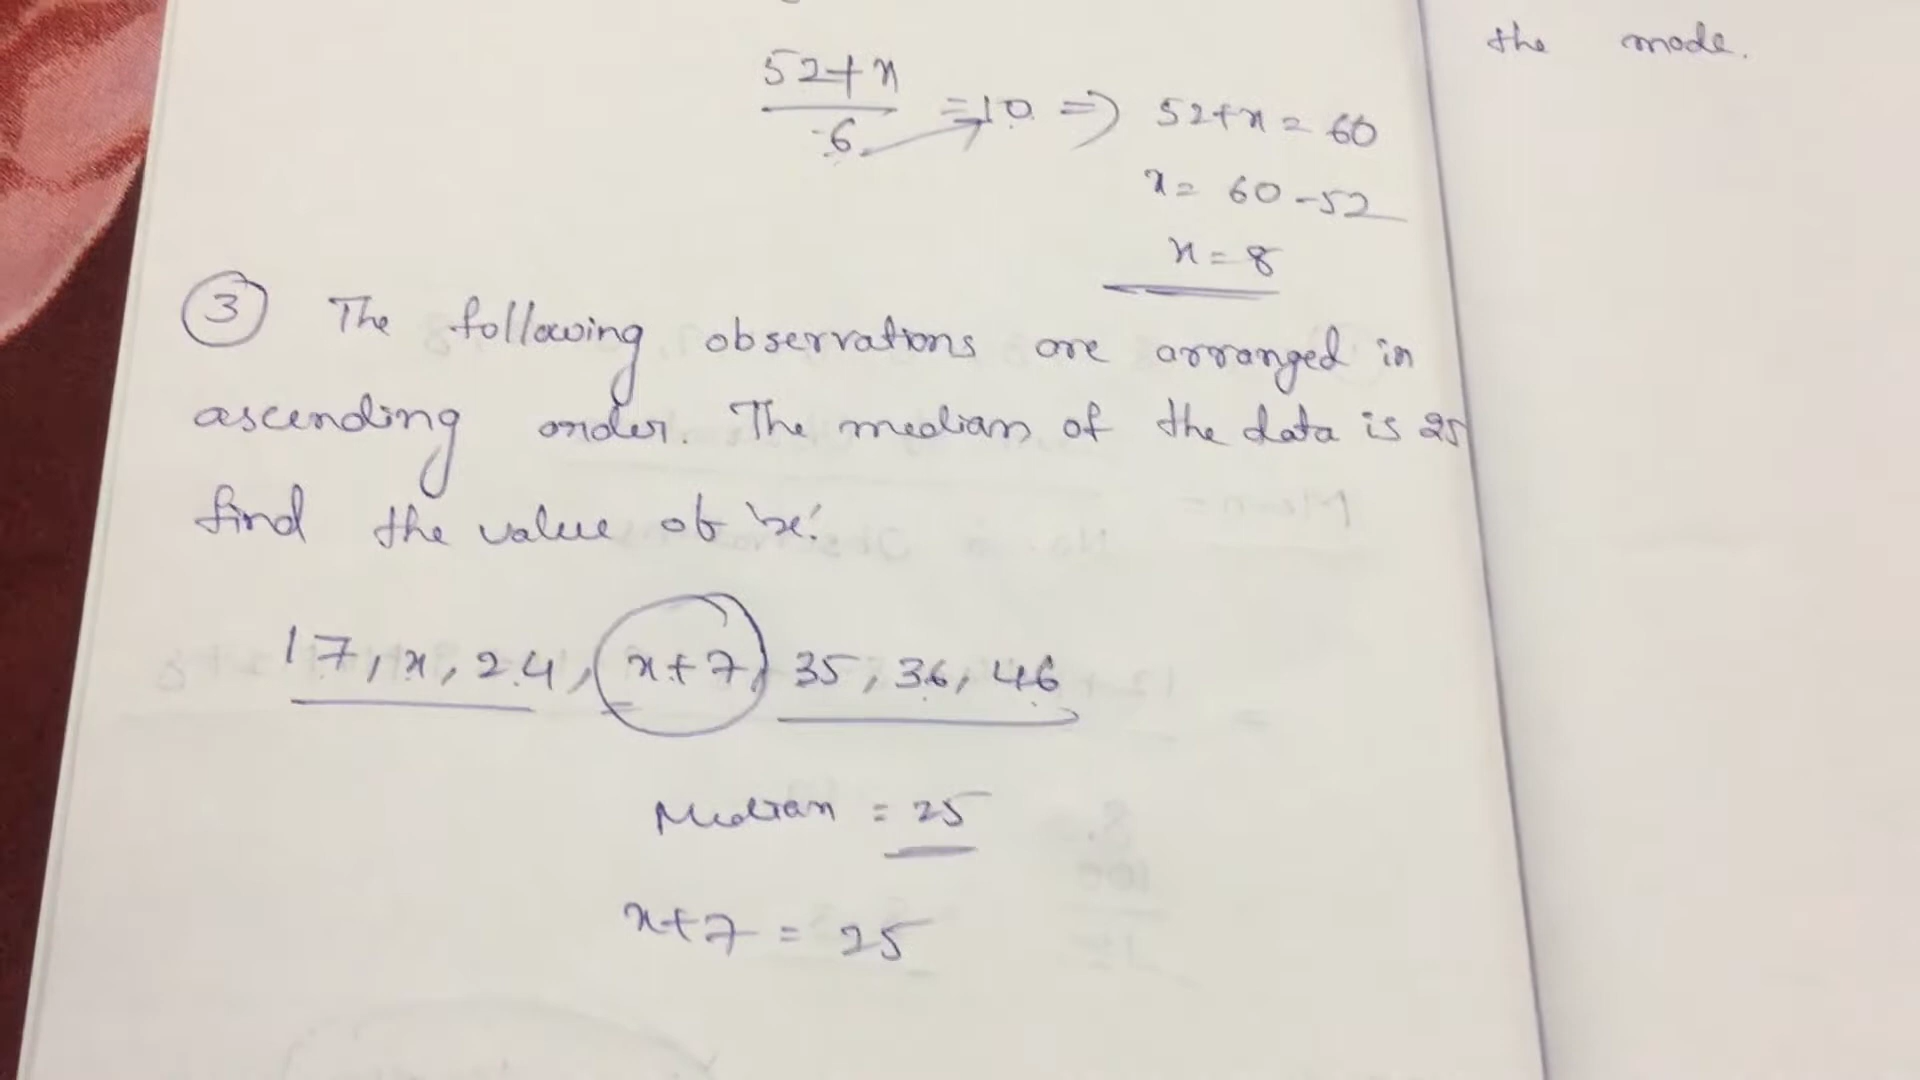 the mode.
52+x
6
=10 => 52+x = 60
x = 60-52
x = 8
3 The following observations are arranged in
ascending order. The median of the data is 25
find the value of 'x'.
17, x, 24, x+7, 35, 36, 46
Median = 25
x+7 = 25